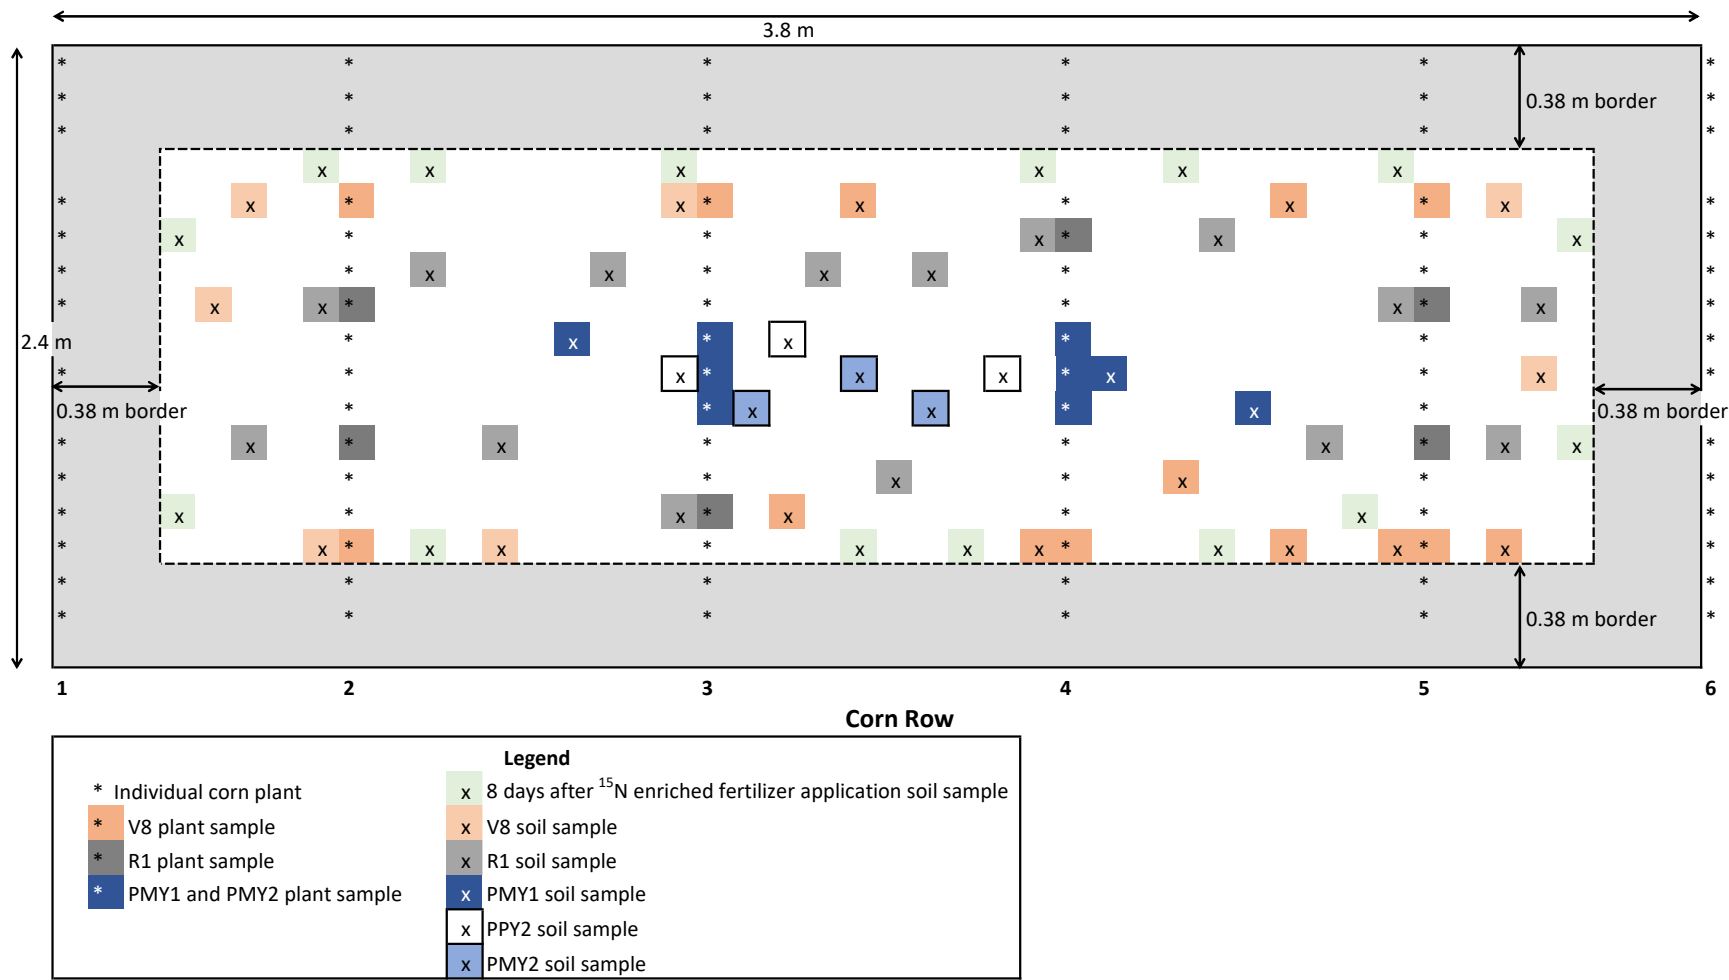 3.8 m
0.38 m border
2.4 m
0.38 m border
0.38 m border
0.38 m border
1 2 3 4 5 6
Corn Row
Legend
* Individual corn plant
* V8 plant sample
* R1 plant sample
* PMY1 and PMY2 plant sample
x 8 days after ¹⁵N enriched fertilizer application soil sample
x V8 soil sample
x R1 soil sample
x PMY1 soil sample
x PPY2 soil sample
x PMY2 soil sample